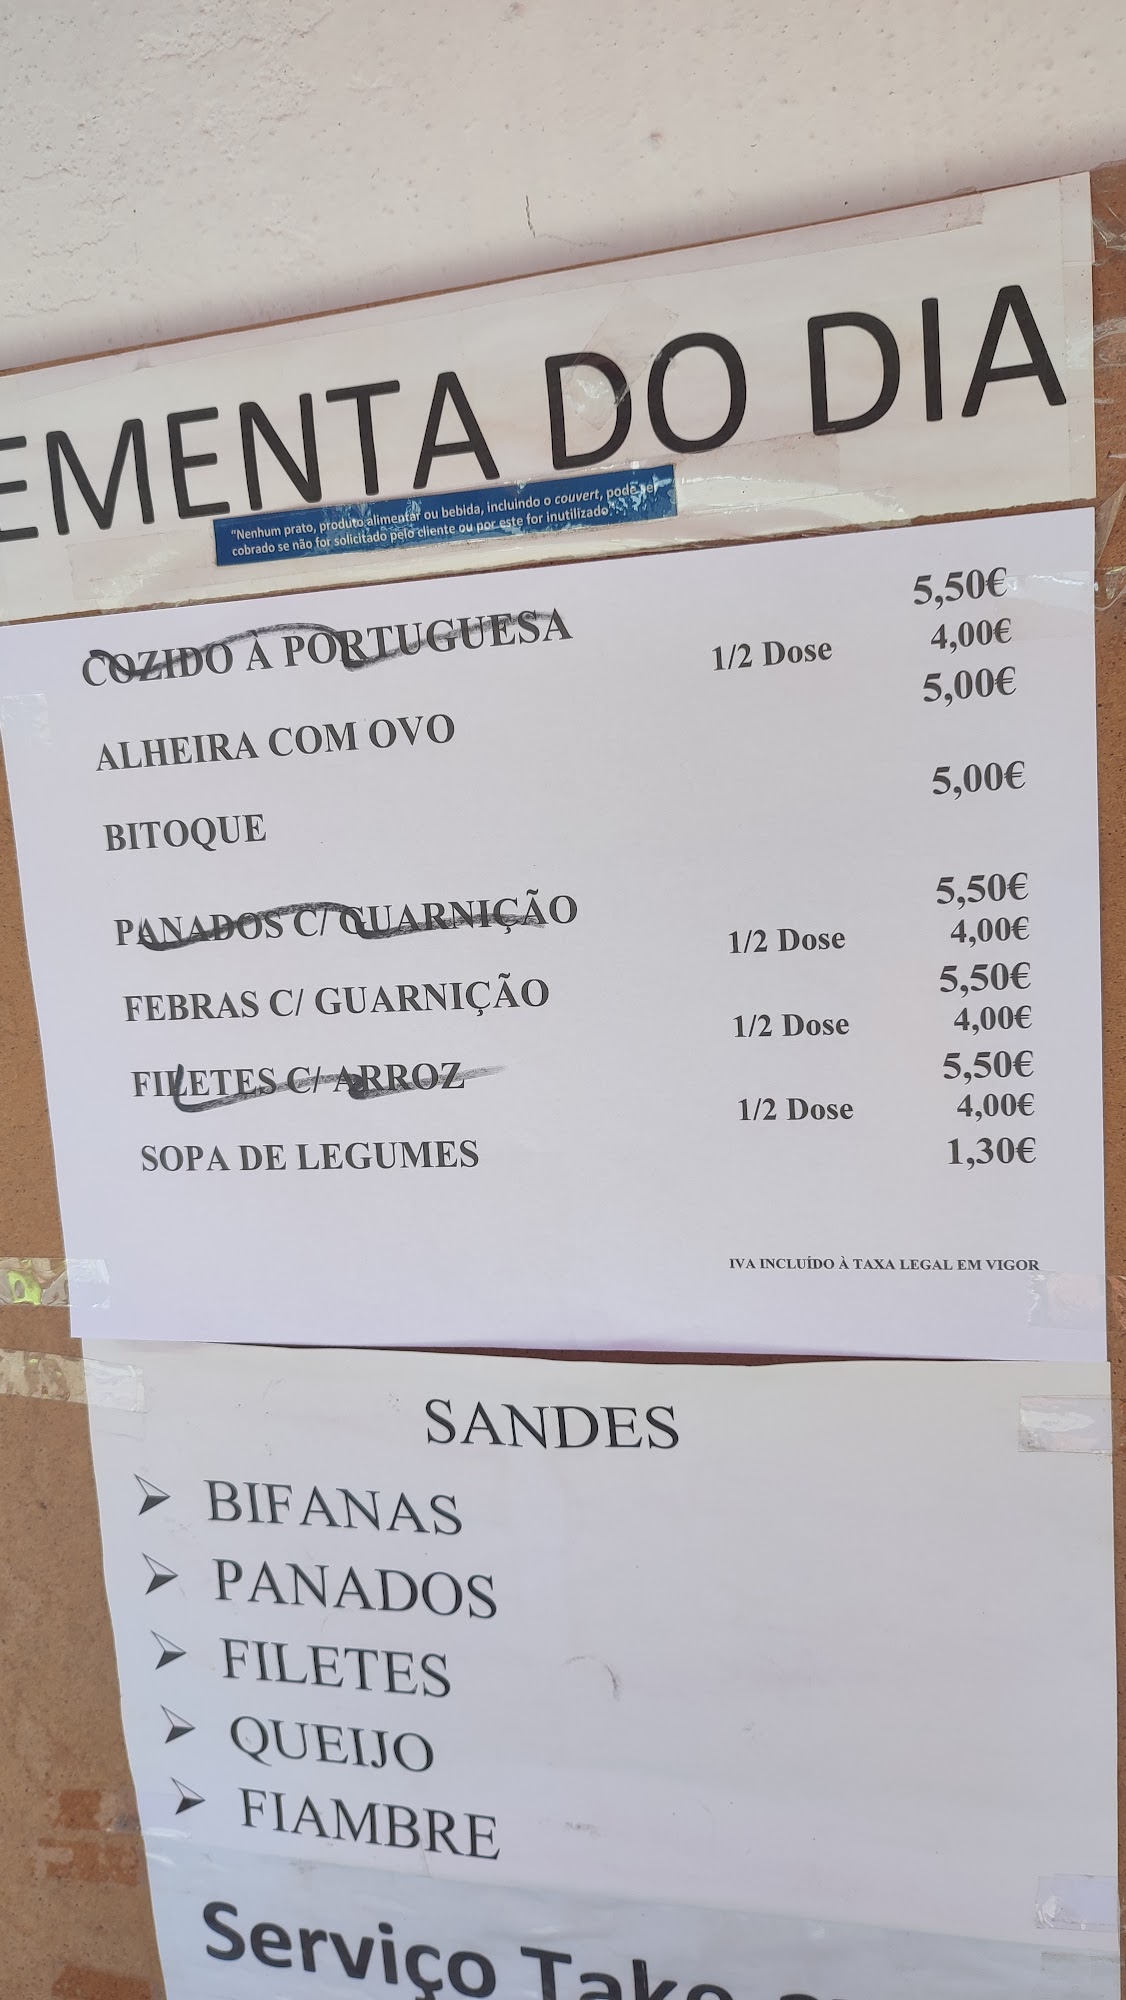 EMENTA DO DIA
"Nenhum prato, produto alimentar ou bebida, incluindo o couvert, pode ser
cobrado se não for solicitado pelo cliente ou por este for inutilizado"
COZIDO À PORTUGUESA 5,50€
1/2 Dose 4,00€
ALHEIRA COM OVO 5,00€
BITOQUE 5,00€
PANADOS C/ GUARNIÇÃO 5,50€
1/2 Dose 4,00€
FEBRAS C/ GUARNIÇÃO 5,50€
1/2 Dose 4,00€
FILETES C/ ARROZ 5,50€
1/2 Dose 4,00€
SOPA DE LEGUMES 1,30€
IVA INCLUÍDO À TAXA LEGAL EM VIGOR
SANDES
BIFANAS
PANADOS
FILETES
QUEIJO
FIAMBRE
Serviço Take